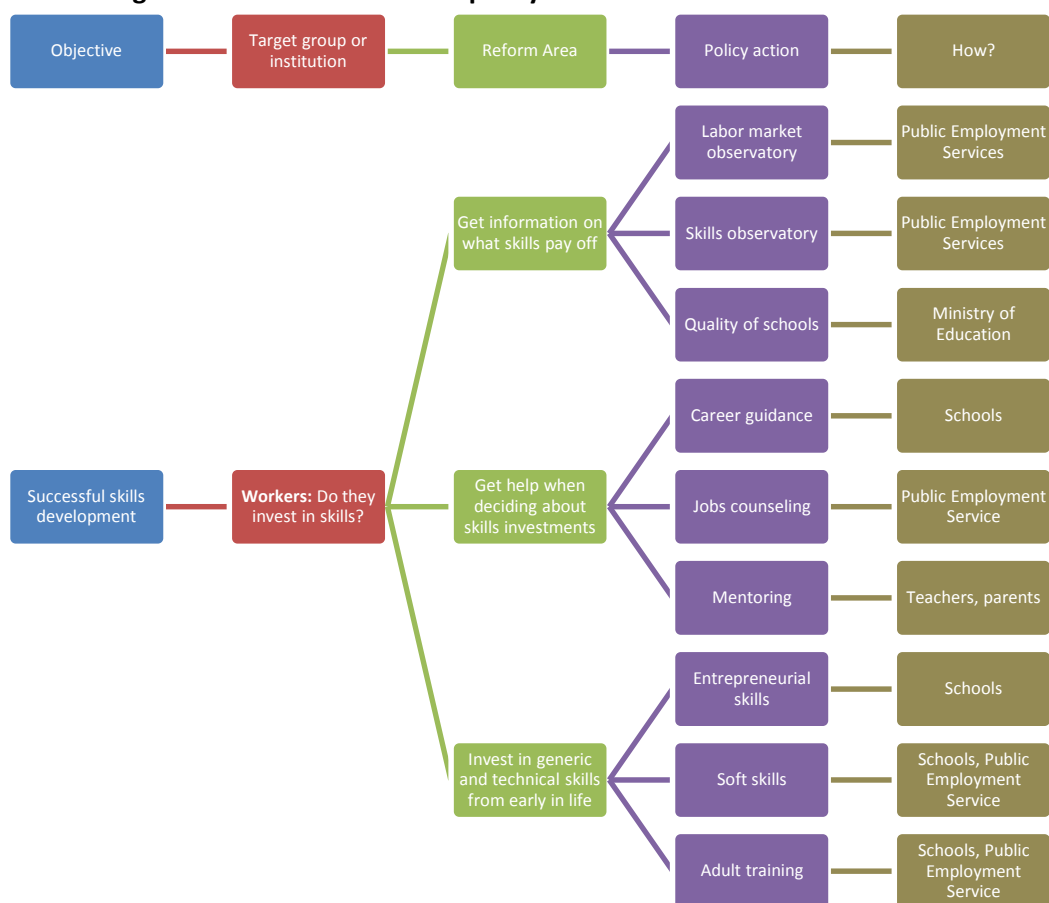 Objective
Target group or
institution
Reform Area
Policy action
How?
Labor market
observatory
Public Employment
Services
Get information on
what skills pay off
Skills observatory
Public Employment
Services
Quality of schools
Ministry of
Education
Career guidance
Schools
Successful skills
development
Workers: Do they
invest in skills?
Get help when
deciding about
skills investments
Jobs counseling
Public Employment
Service
Mentoring
Teachers, parents
Entrepreneurial
skills
Schools
Invest in generic
and technical skills
from early in life
Soft skills
Schools, Public
Employment
Service
Adult training
Schools, Public
Employment
Service